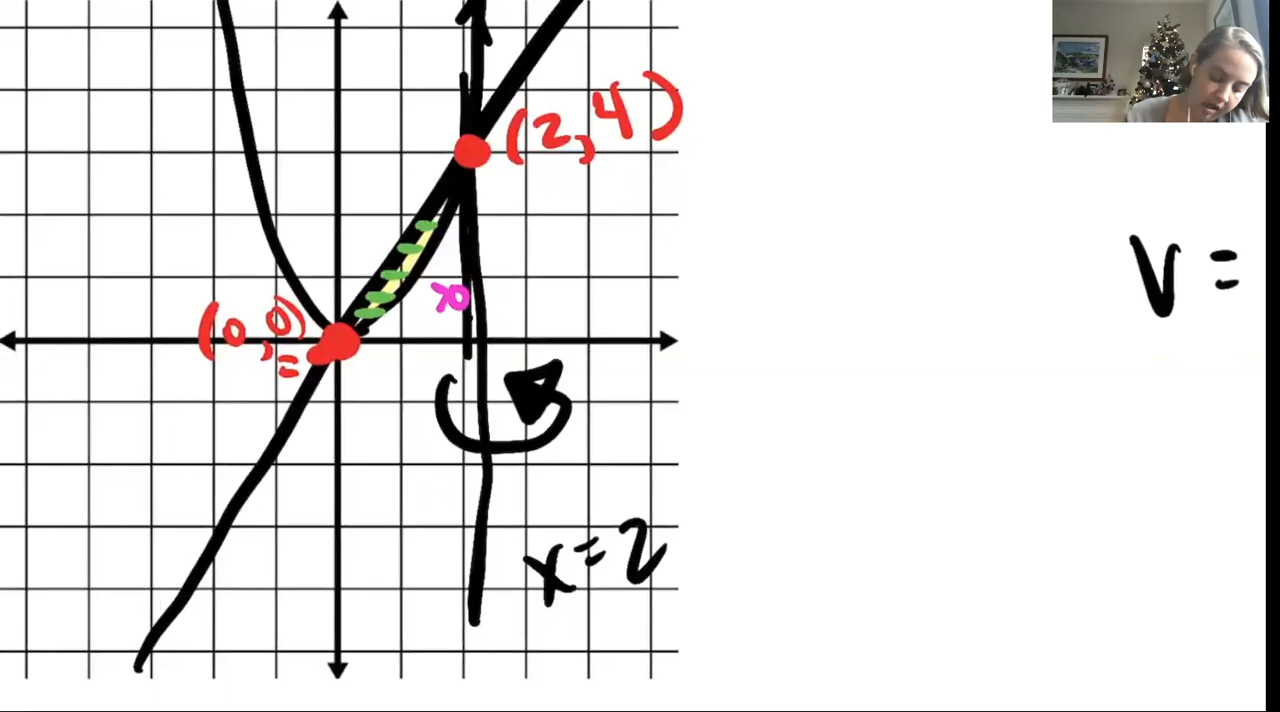 (2,4)
V =
(0,0)
x=2